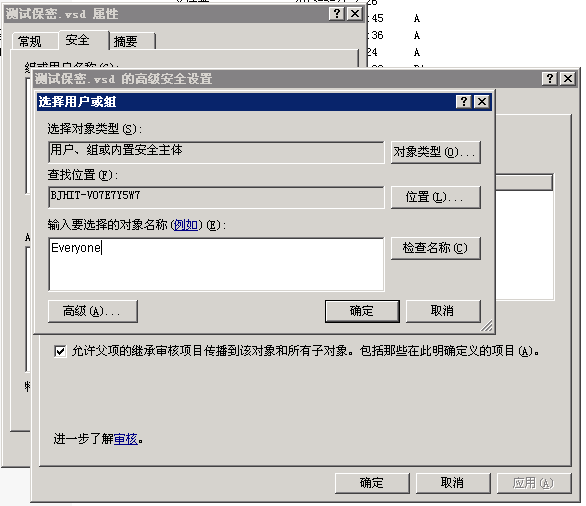 测试保密.vsd 属性
常规
安全
摘要
:45 A
:36 A
24 A
测试保密.vsd 的高级安全设置
选择用户或组
选择对象类型(S):
用户、组或内置安全主体
对象类型(O)...
查找位置(F):
BJHIT-VO7E7Y5W7
位置(L)...
输入要选择的对象名称(例如)(E):
Everyone
检查名称(C)
高级(A)...
确定
取消
允许父项的继承审核项目传播到该对象和所有子对象。包括那些在此明确定义的项目(A)。
进一步了解审核。
确定
取消
应用(A)